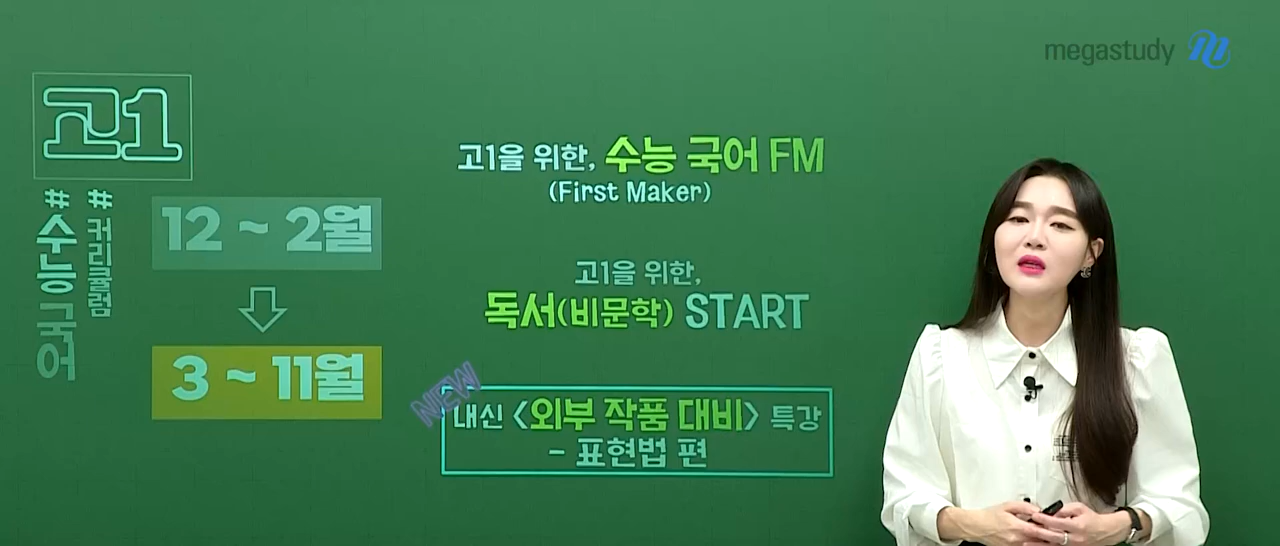 megastudy
고1
#수능국어
#커리큘럼
12 ~ 2월
3 ~ 11월
고1을 위한, 수능 국어 FM
(First Maker)
고1을 위한,
독서(비문학) START
NEW
내신 <외부 작품 대비> 특강
- 표현법 편